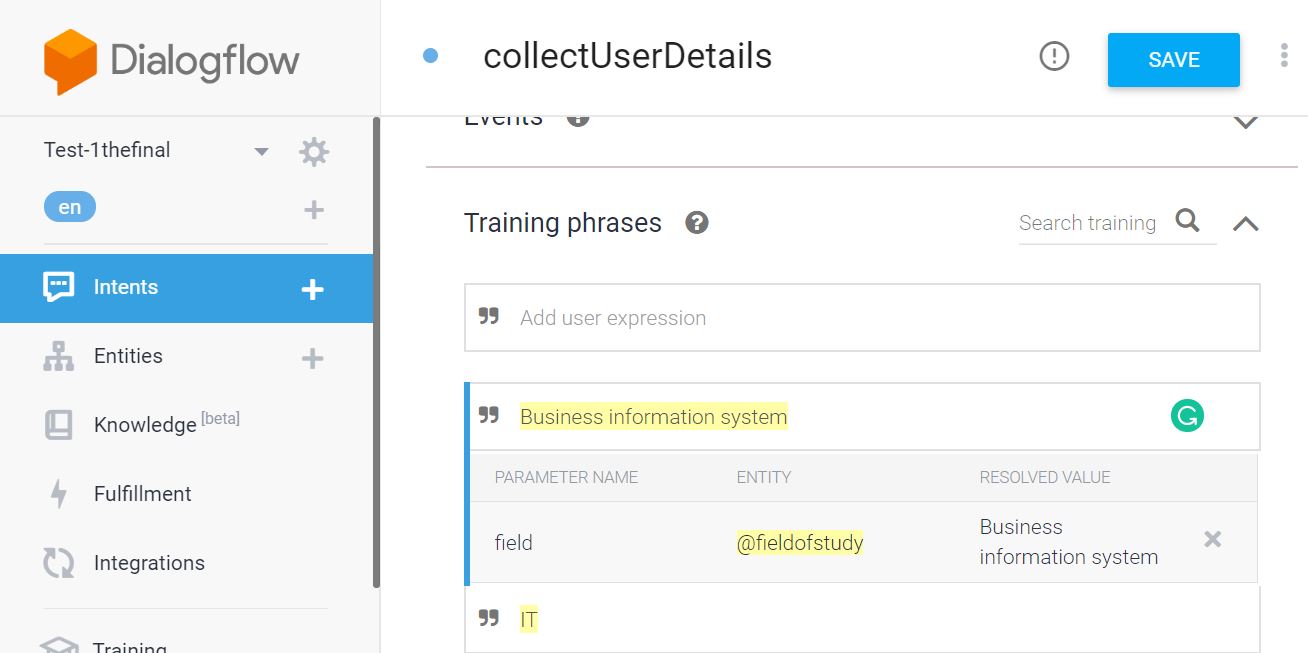 Dialogflow
collectUserDetails
SAVE
Test-1thefinal
en
Intents
Entities
Knowledge [beta]
Fulfillment
Integrations
Training
Events
Training phrases
Search training
Add user expression
Business information system
PARAMETER NAME ENTITY RESOLVED VALUE
field @fieldofstudy Business
information system
IT